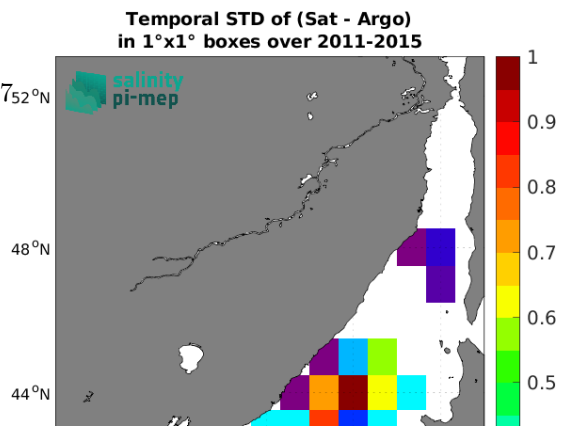 Temporal STD of (Sat - Argo)
in 1°x1° boxes over 2011-2015
salinity
pi-mep
7
52°N
48°N
44°N
1
0.9
0.8
0.7
0.6
0.5